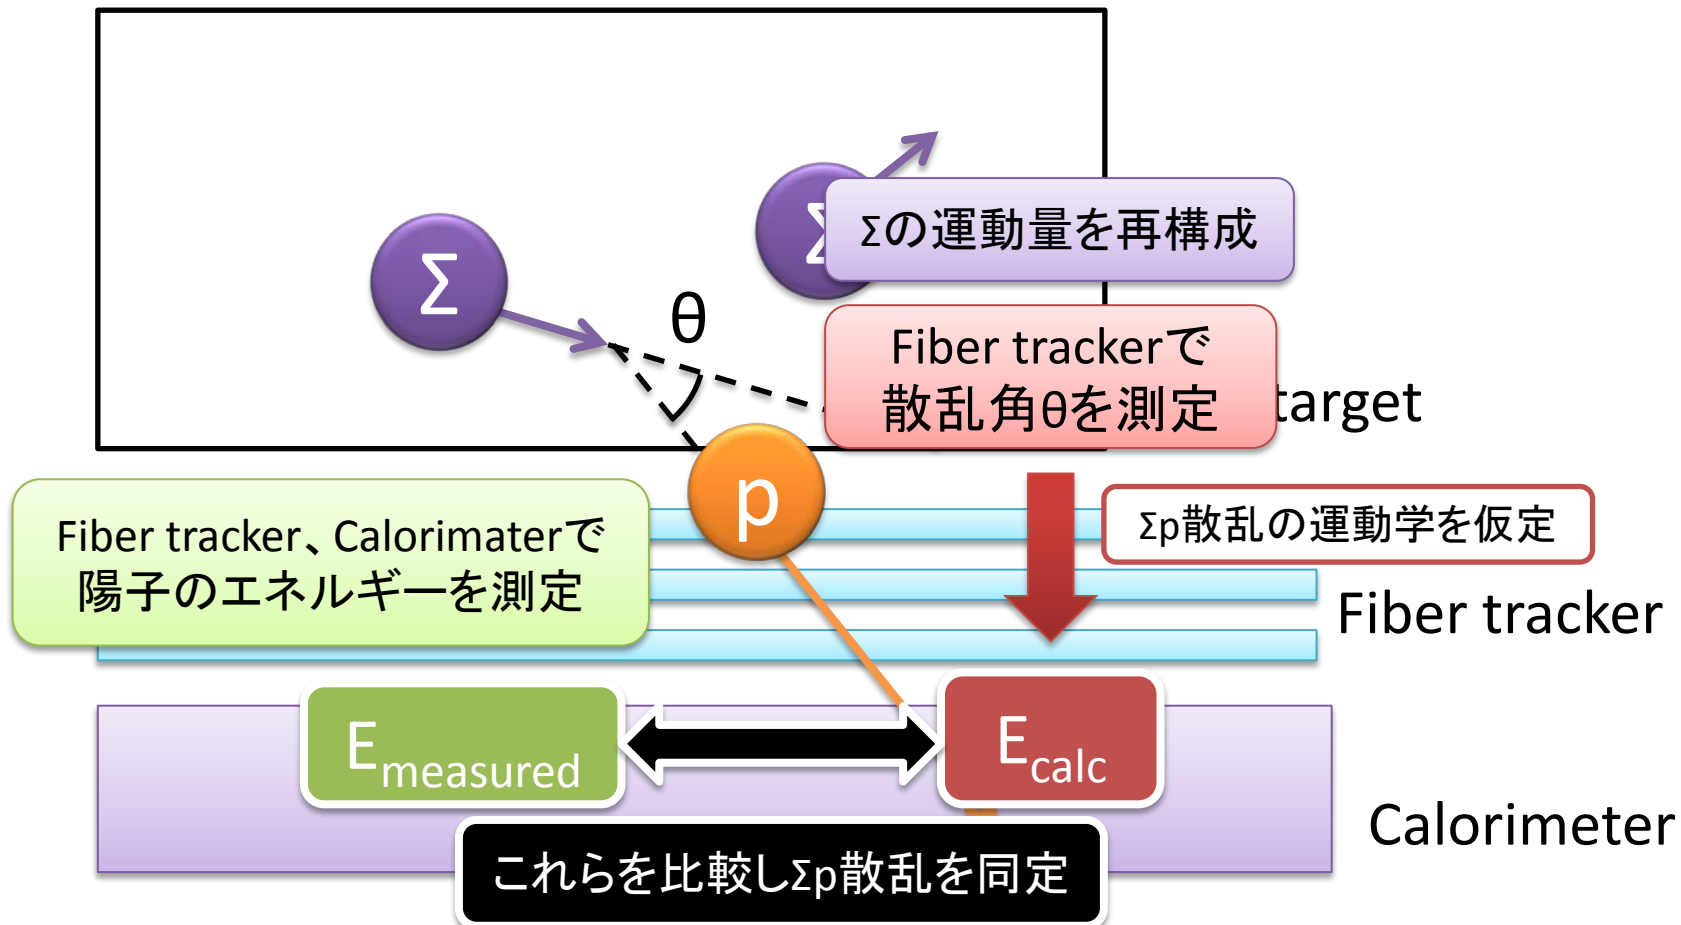 Σ
Σ
Σの運動量を再構成
θ
Fiber trackerで
散乱角θを測定
target
p
Fiber tracker、Calorimaterで
陽子のエネルギーを測定
Σp散乱の運動学を仮定
Fiber tracker
Emeasured
Ecalc
Calorimeter
これらを比較しΣp散乱を同定